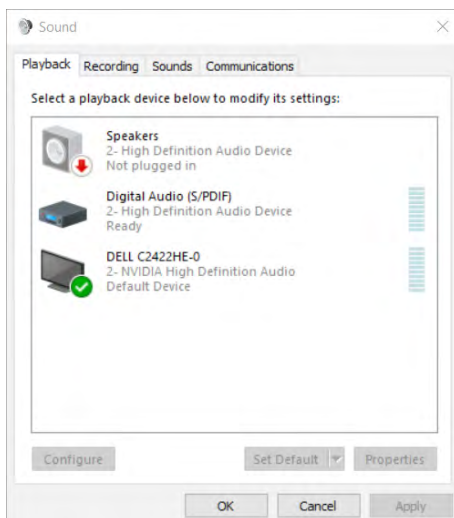 Sound
Playback Recording Sounds Communications
Select a playback device below to modify its settings:
Speakers
2- High Definition Audio Device
Not plugged in
Digital Audio (S/PDIF)
2- High Definition Audio Device
Ready
DELL C2422HE-0
2- NVIDIA High Definition Audio
Default Device
Configure Set Default Properties
OK Cancel Apply